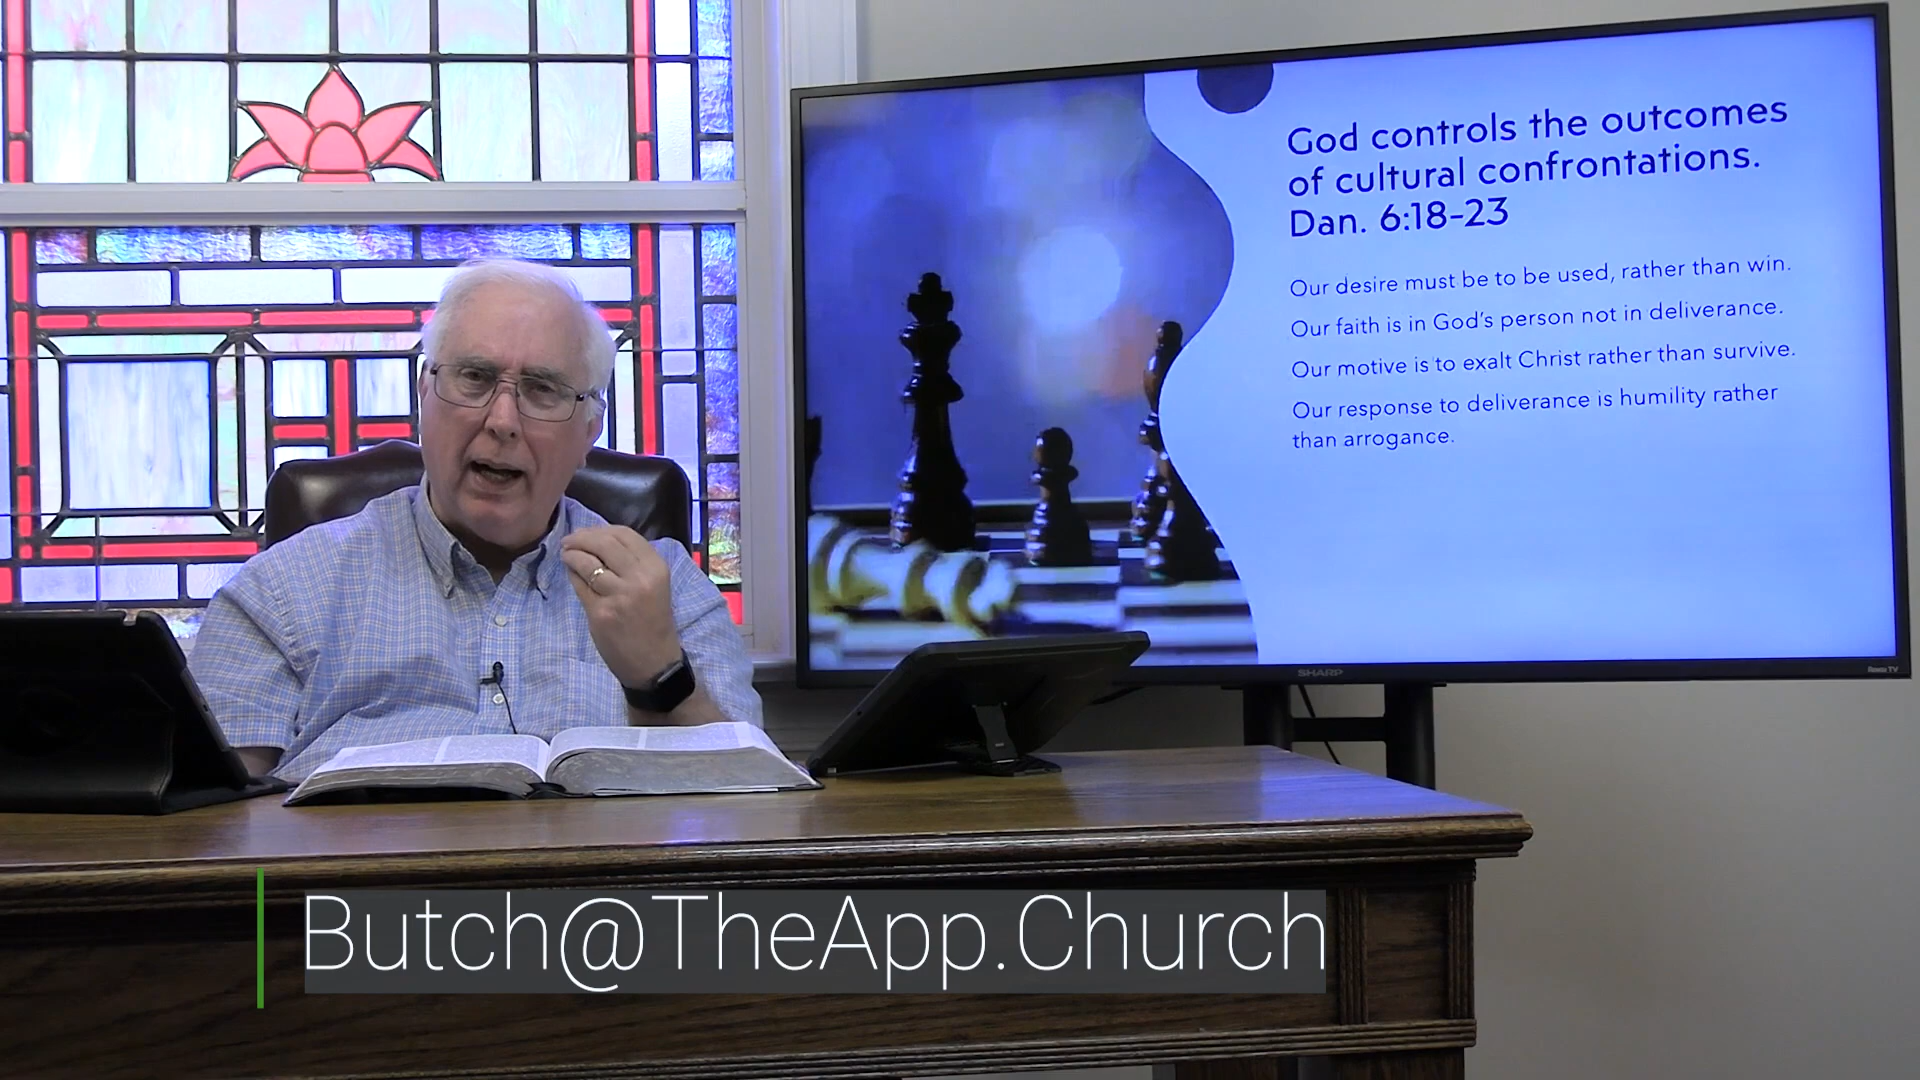 God controls the outcomes
of cultural confrontations.
Dan. 6:18-23
Our desire must be to be used, rather than win.
Our faith is in God's person not in deliverance.
Our motive is to exalt Christ rather than survive.
Our response to deliverance is humility rather
than arrogance.
SHARP
Roku TV
Butch@TheApp.Church